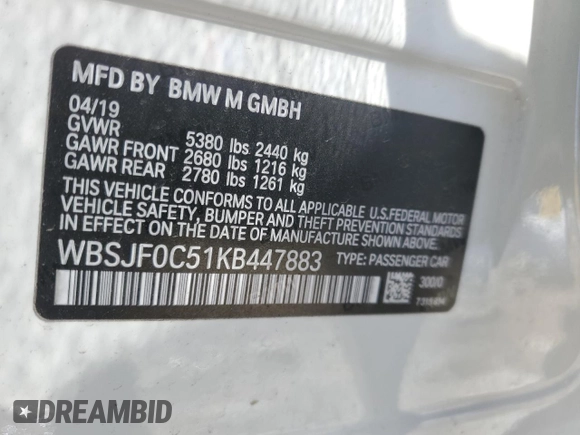 MFD BY BMW M GMBH
04/19
GVWR 5380 lbs 2440 kg
GAWR FRONT 2680 lbs 1216 kg
GAWR REAR 2780 lbs 1261 kg
THIS VEHICLE CONFORMS TO ALL APPLICABLE U.S.FEDERAL MOTOR
VEHICLE SAFETY, BUMPER AND THEFT PREVENTION STANDARDS
IN EFFECT ON THE DATE OF MANUFACTURE SHOWN ABOVE.
WBSJF0C51KB447883 TYPE: PASSENGER CAR
300/0
DREAMBID